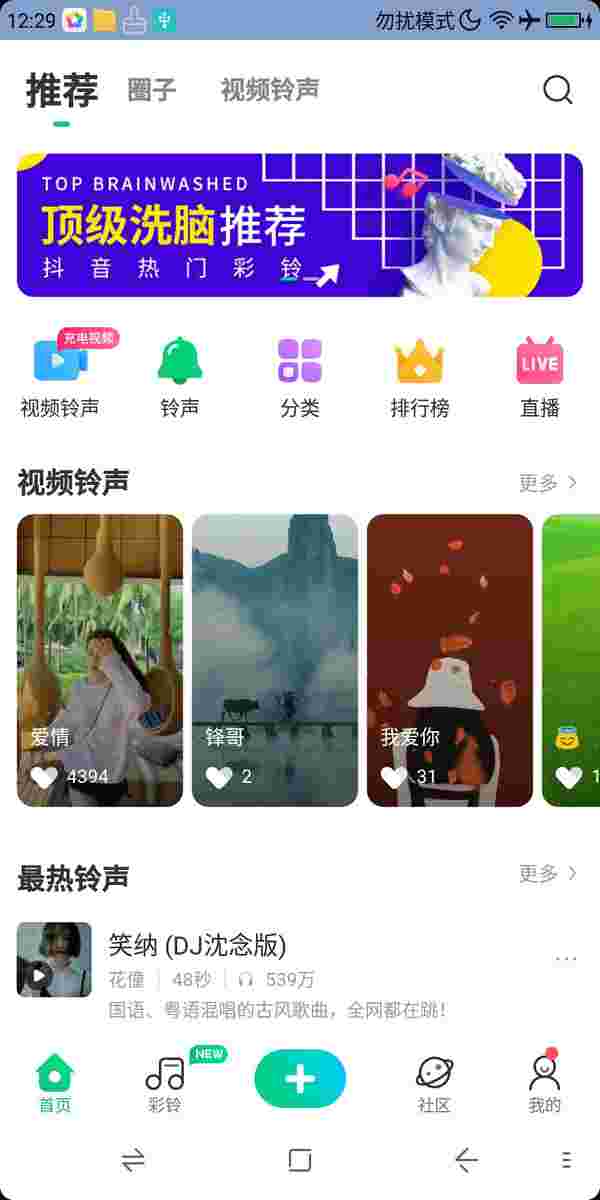 12:29 勿扰模式
推荐 圈子 视频铃声
TOP BRAINWASHED
顶级洗脑推荐
抖音热门彩铃
充电视频
LIVE
视频铃声 铃声 分类 排行榜 直播
视频铃声 更多
爱情 锋哥 我爱你
4394 2 31 1
最热铃声 更多
笑纳 (DJ沈念版)
花僮 48秒 539万
国语、粤语混唱的古风歌曲，全网都在跳！
NEW
首页 彩铃 社区 我的